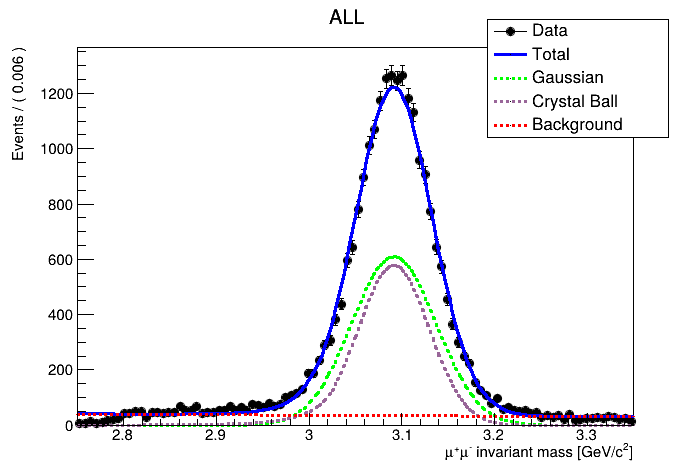 ALL
Data
Total
Gaussian
Crystal Ball
Background
Events / ( 0.006 )
1200
1000
800
600
400
200
0
2.8 2.9 3 3.1 3.2 3.3
μ⁺μ⁻ invariant mass [GeV/c²]